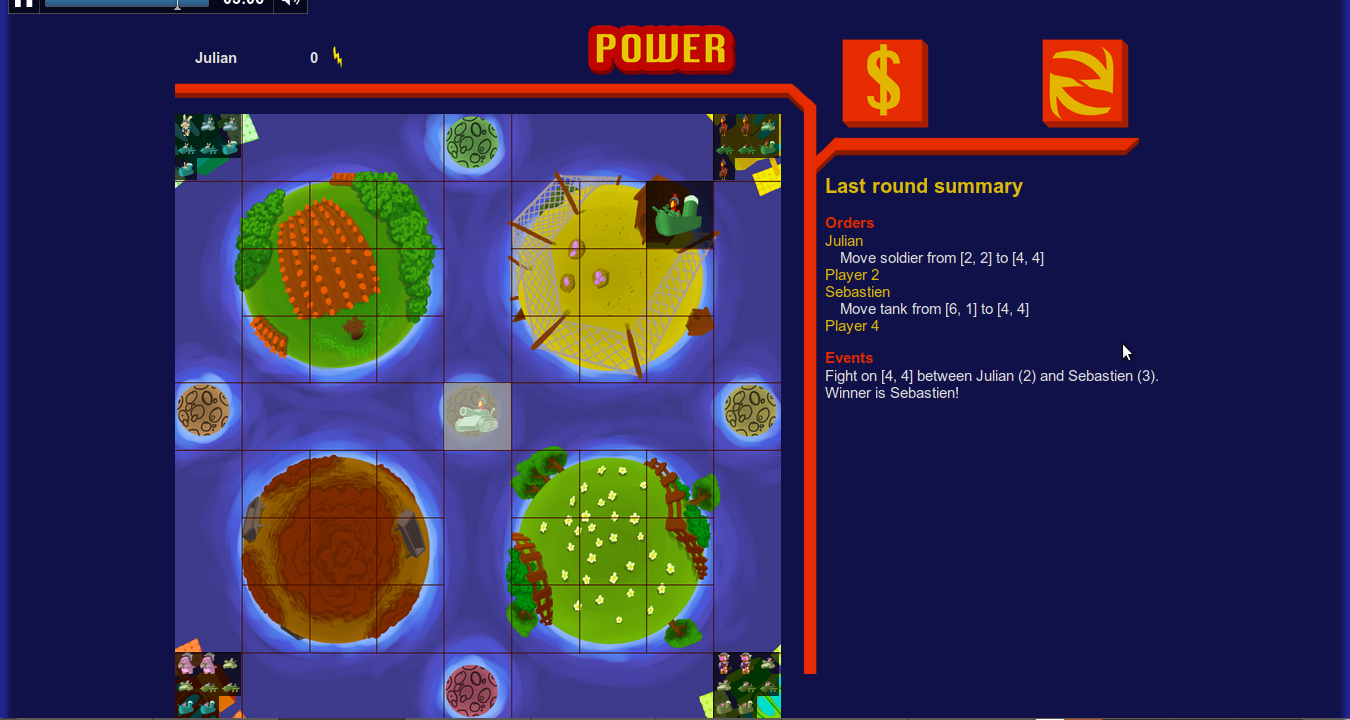 05:06
Julian 0
POWER
$
Last round summary
Orders
Julian
Move soldier from [2, 2] to [4, 4]
Player 2
Sebastien
Move tank from [6, 1] to [4, 4]
Player 4
Events
Fight on [4, 4] between Julian (2) and Sebastien (3).
Winner is Sebastien!